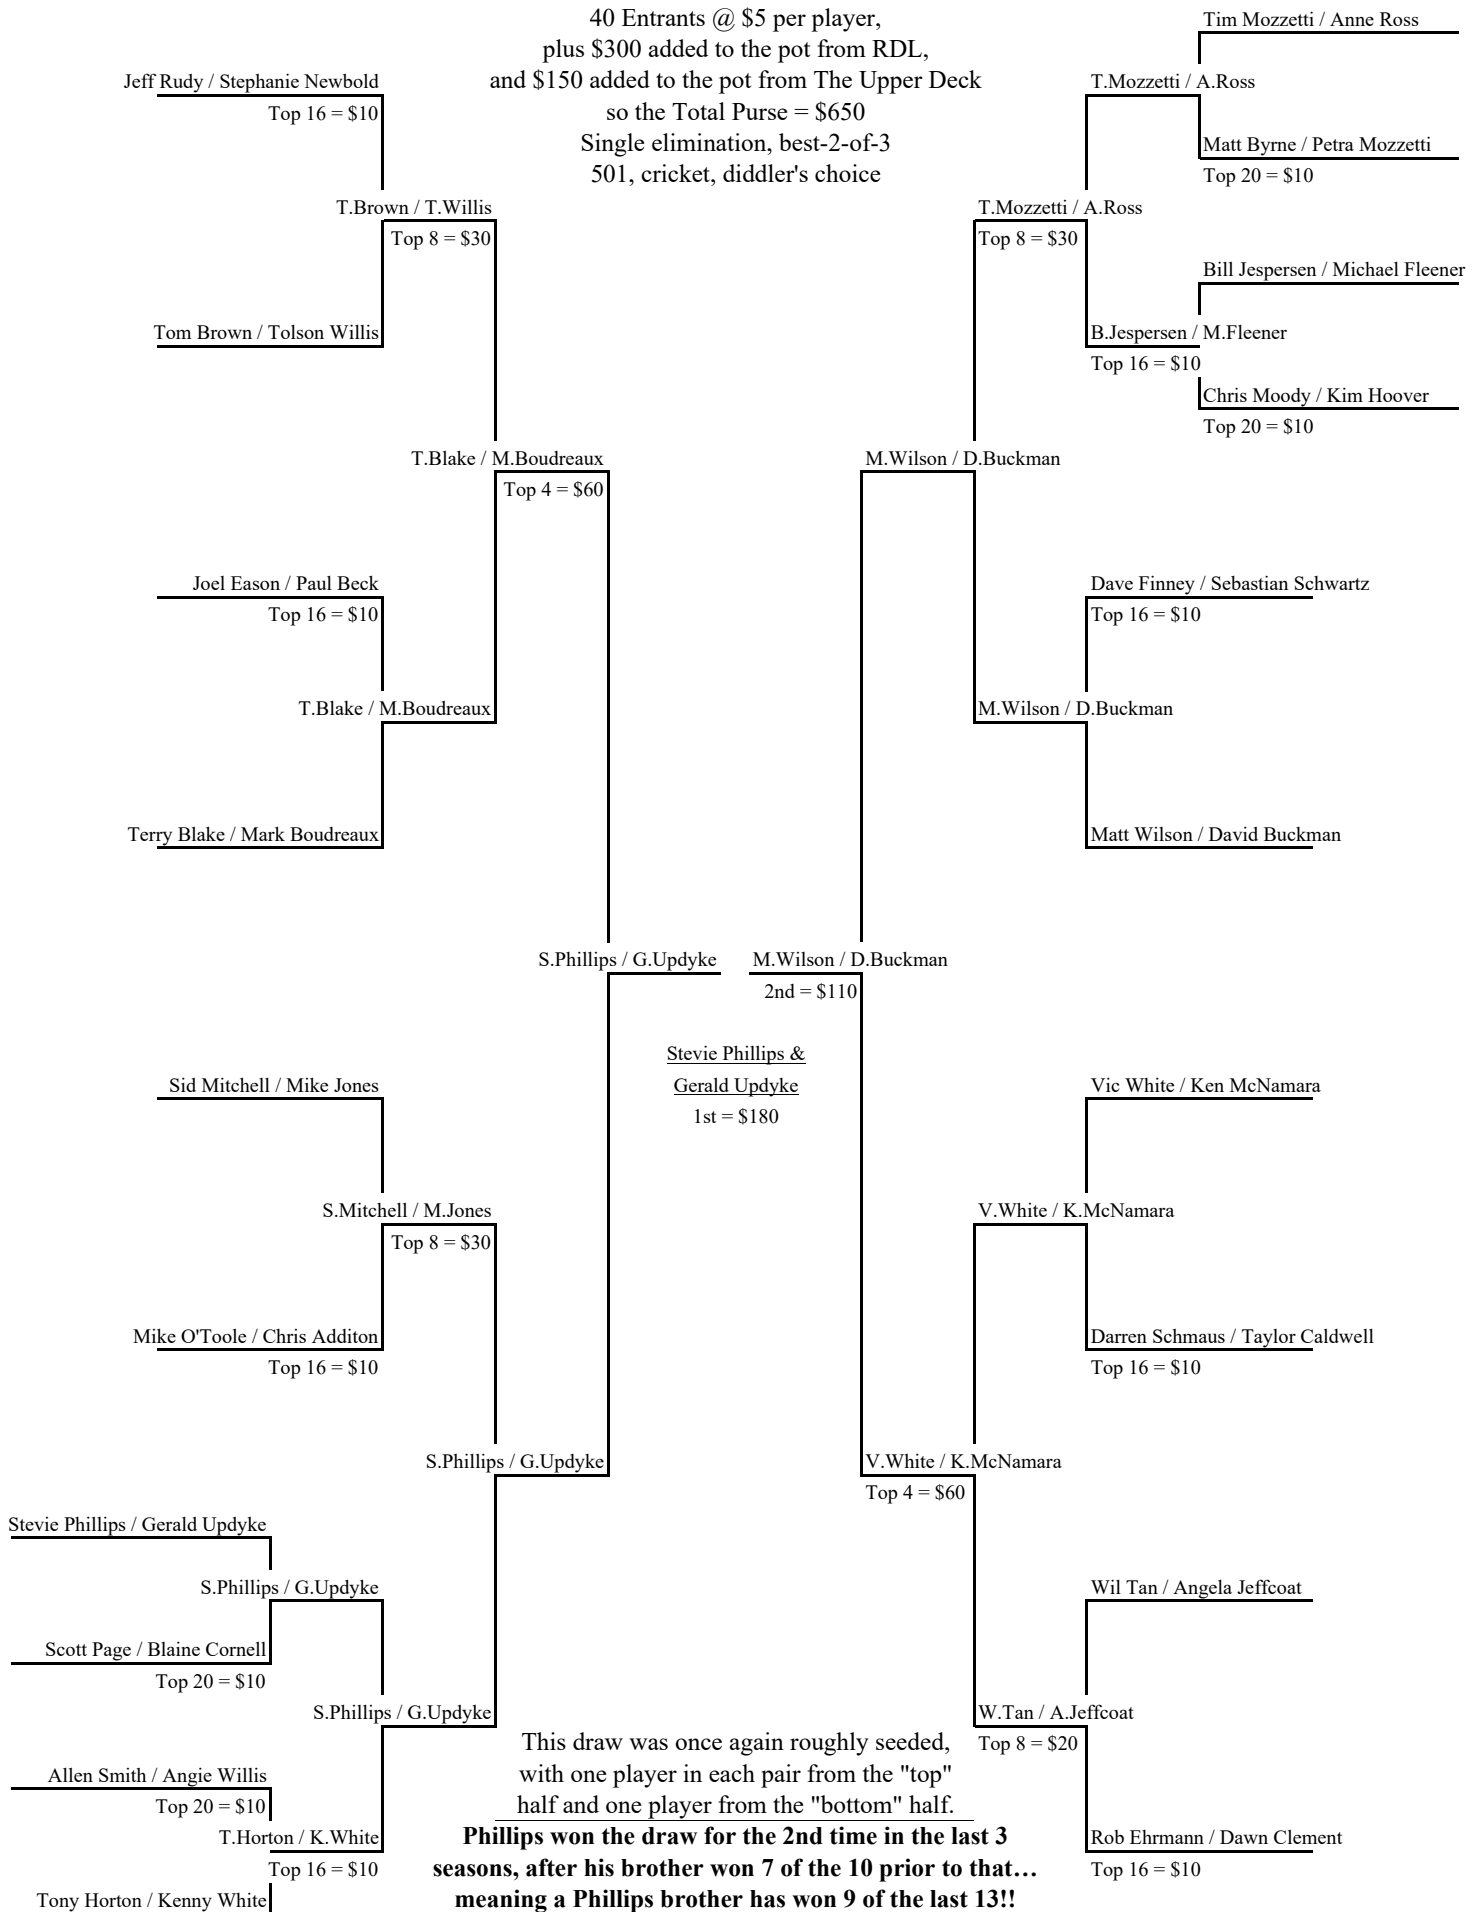 40 Entrants @ $5 per player,
plus $300 added to the pot from RDL,
and $150 added to the pot from The Upper Deck
so the Total Purse = $650
Single elimination, best-2-of-3
501, cricket, diddler's choice
Jeff Rudy / Stephanie Newbold
Top 16 = $10
T.Brown / T.Willis
Top 8 = $30
Tom Brown / Tolson Willis
T.Blake / M.Boudreaux
Top 4 = $60
Joel Eason / Paul Beck
Top 16 = $10
T.Blake / M.Boudreaux
Terry Blake / Mark Boudreaux
S.Phillips / G.Updyke
Sid Mitchell / Mike Jones
S.Mitchell / M.Jones
Top 8 = $30
Mike O'Toole / Chris Additon
Top 16 = $10
S.Phillips / G.Updyke
Stevie Phillips / Gerald Updyke
S.Phillips / G.Updyke
Scott Page / Blaine Cornell
Top 20 = $10
S.Phillips / G.Updyke
Allen Smith / Angie Willis
Top 20 = $10
T.Horton / K.White
Top 16 = $10
Tony Horton / Kenny White
Stevie Phillips &
Gerald Updyke
1st = $180
Tim Mozzetti / Anne Ross
T.Mozzetti / A.Ross
Matt Byrne / Petra Mozzetti
Top 20 = $10
T.Mozzetti / A.Ross
Top 8 = $30
Bill Jespersen / Michael Fleener
B.Jespersen / M.Fleener
Top 16 = $10
Chris Moody / Kim Hoover
Top 20 = $10
M.Wilson / D.Buckman
Dave Finney / Sebastian Schwartz
Top 16 = $10
M.Wilson / D.Buckman
Matt Wilson / David Buckman
M.Wilson / D.Buckman
2nd = $110
Vic White / Ken McNamara
V.White / K.McNamara
Darren Schmaus / Taylor Caldwell
Top 16 = $10
V.White / K.McNamara
Top 4 = $60
Wil Tan / Angela Jeffcoat
W.Tan / A.Jeffcoat
Top 8 = $20
Rob Ehrmann / Dawn Clement
Top 16 = $10
This draw was once again roughly seeded,
with one player in each pair from the "top"
half and one player from the "bottom" half.
Phillips won the draw for the 2nd time in the last 3
seasons, after his brother won 7 of the 10 prior to that…
meaning a Phillips brother has won 9 of the last 13!!